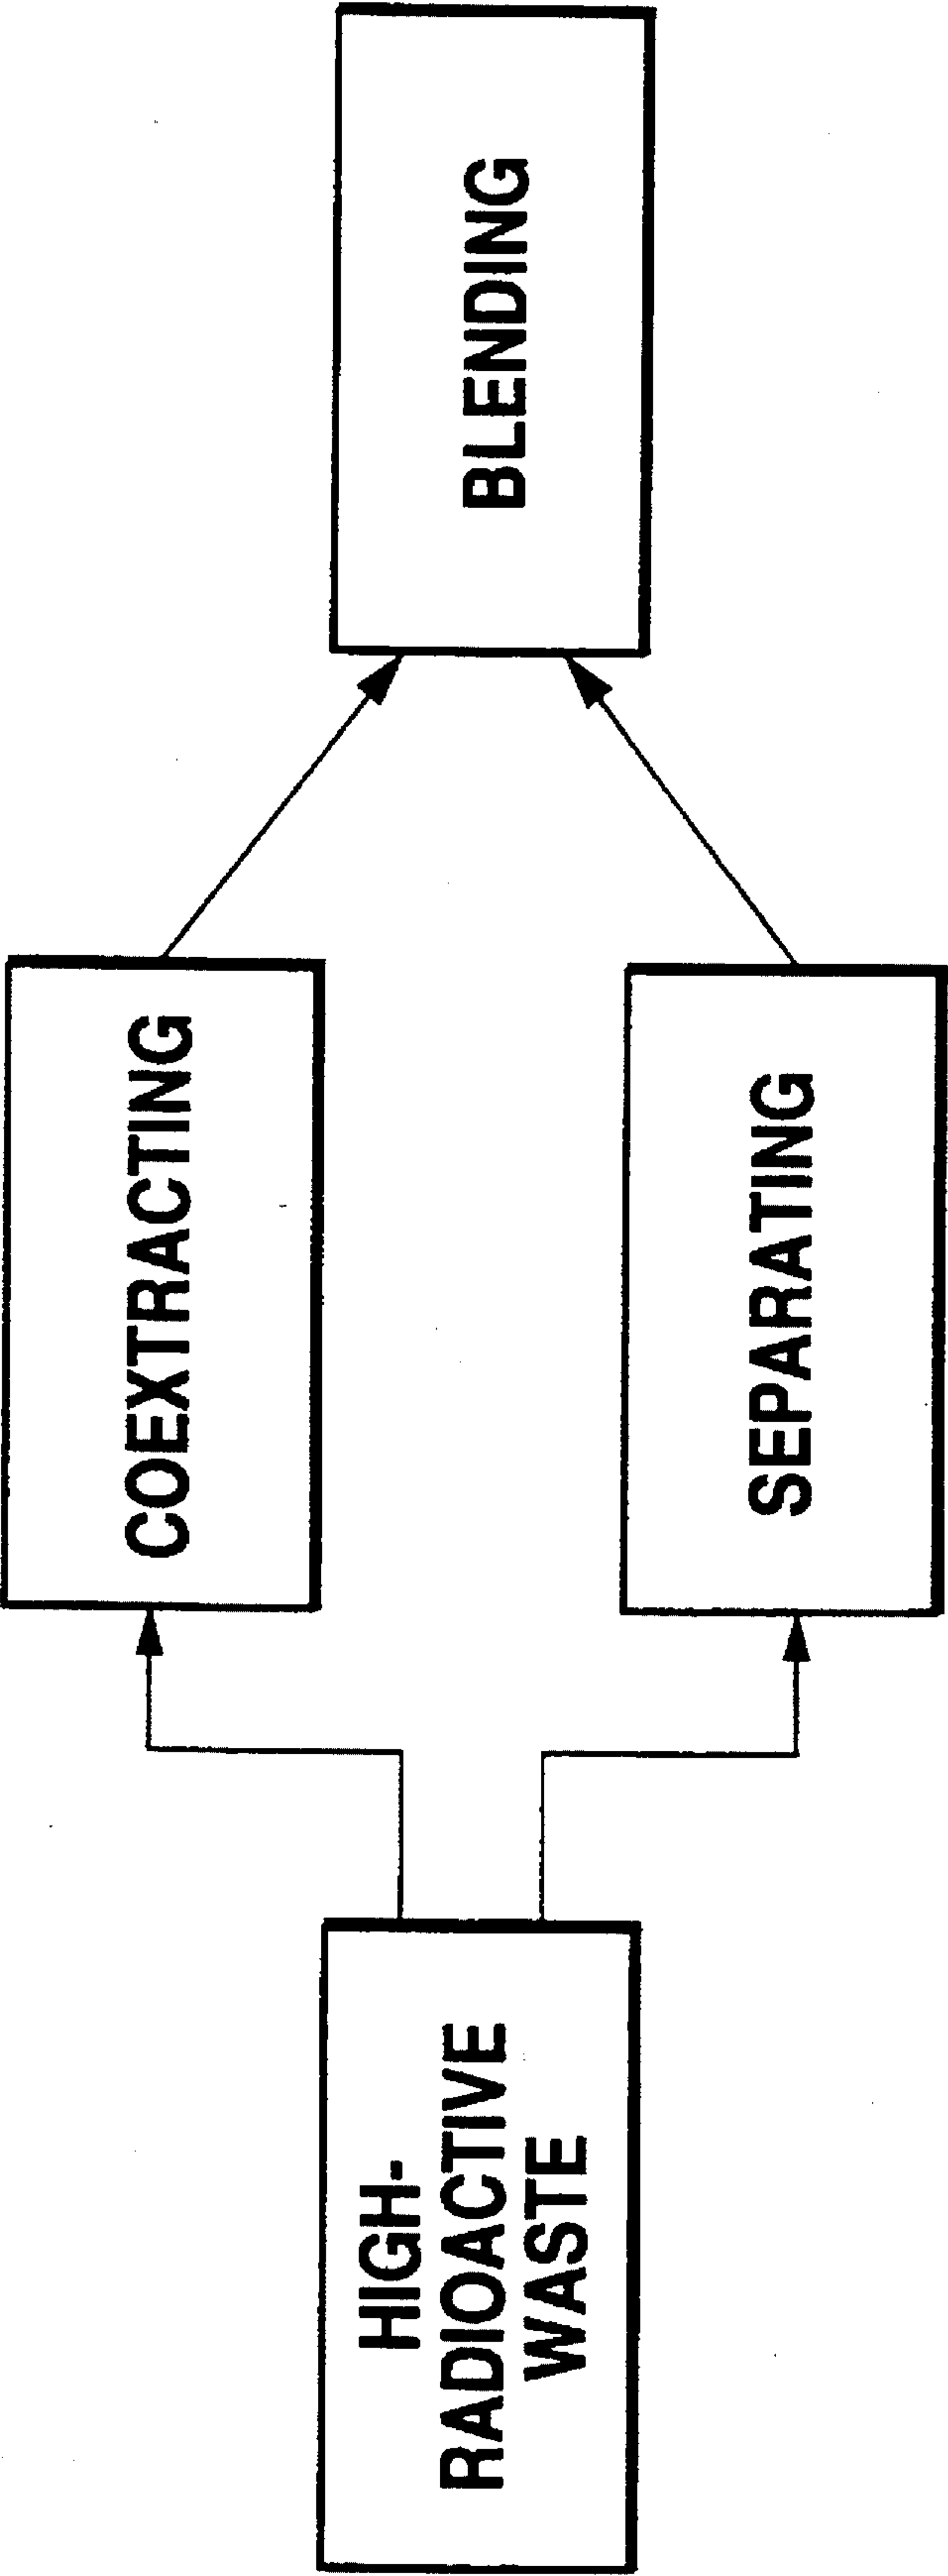 HIGH-
RADIOACTIVE
WASTE
COEXTRACTING
SEPARATING
BLENDING